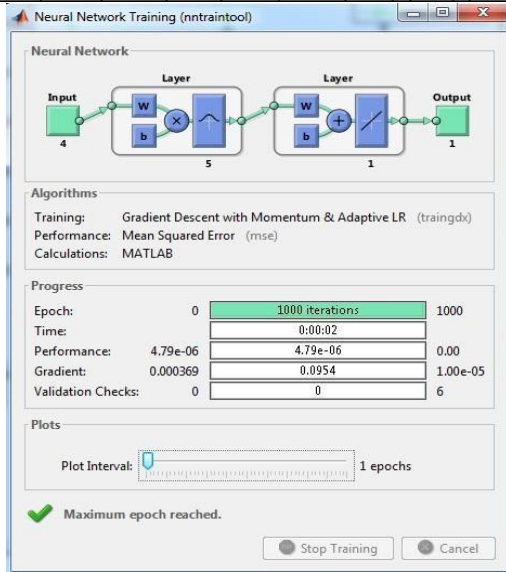 Neural Network Training (nntraintool)
Neural Network
Layer Layer
Input W W Output
b b
4 5 1 1
Algorithms
Training: Gradient Descent with Momentum & Adaptive LR (traingdx)
Performance: Mean Squared Error (mse)
Calculations: MATLAB
Progress
Epoch: 0 1000 iterations 1000
Time: 0:00:02
Performance: 4.79e-06 4.79e-06 0.00
Gradient: 0.000369 0.0954 1.00e-05
Validation Checks: 0 0 6
Plots
Plot Interval: 1 epochs
Maximum epoch reached.
Stop Training Cancel